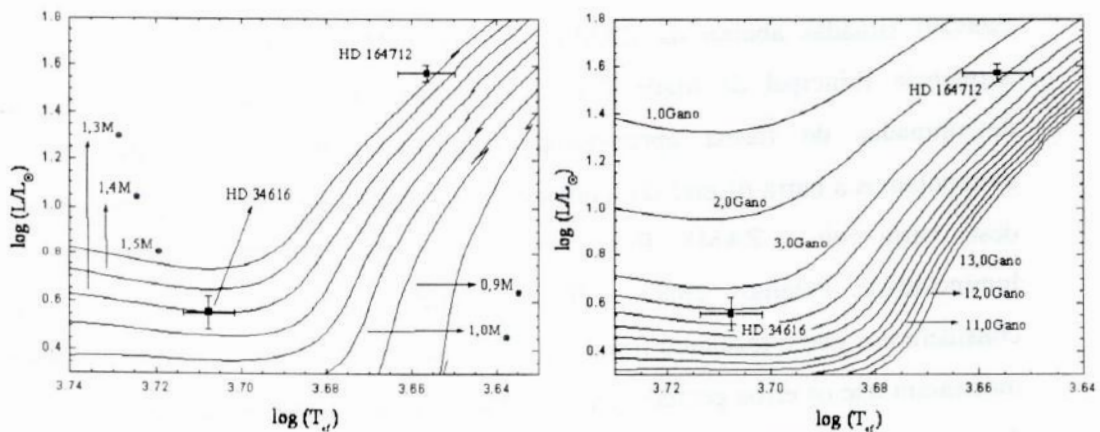 1.8
1.6
1.4
1.2
1.0
0.8
0.6
0.4
log (L/L⊗)
HD 164712
1,3M
1,4M
1,5M
HD 34616
0,9M
1,0M
3.74 3.72 3.70 3.68 3.66 3.64
log (Tef)
1.8
1.6
1.4
1.2
1.0
0.8
0.6
0.4
log (L/L⊗)
HD 164712
1,0Gano
2,0Gano
3,0Gano
13,0Gano
12,0Gano
11,0Gano
HD 34616
3.72 3.70 3.68 3.66 3.64
log (Tef)